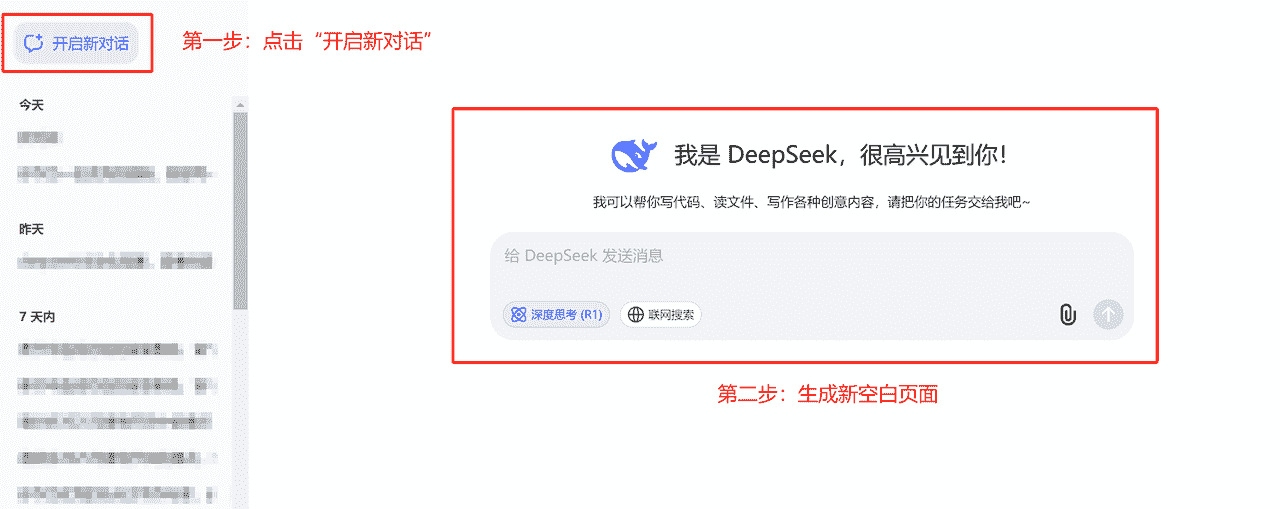 开启新对话
第一步：点击“开启新对话”
今天
昨天
7 天内
我是 DeepSeek，很高兴见到你！
我可以帮你写代码、读文件、写作各种创意内容，请把你的任务交给我吧~
给 DeepSeek 发送消息
深度思考 (R1)
联网搜索
第二步：生成新空白页面